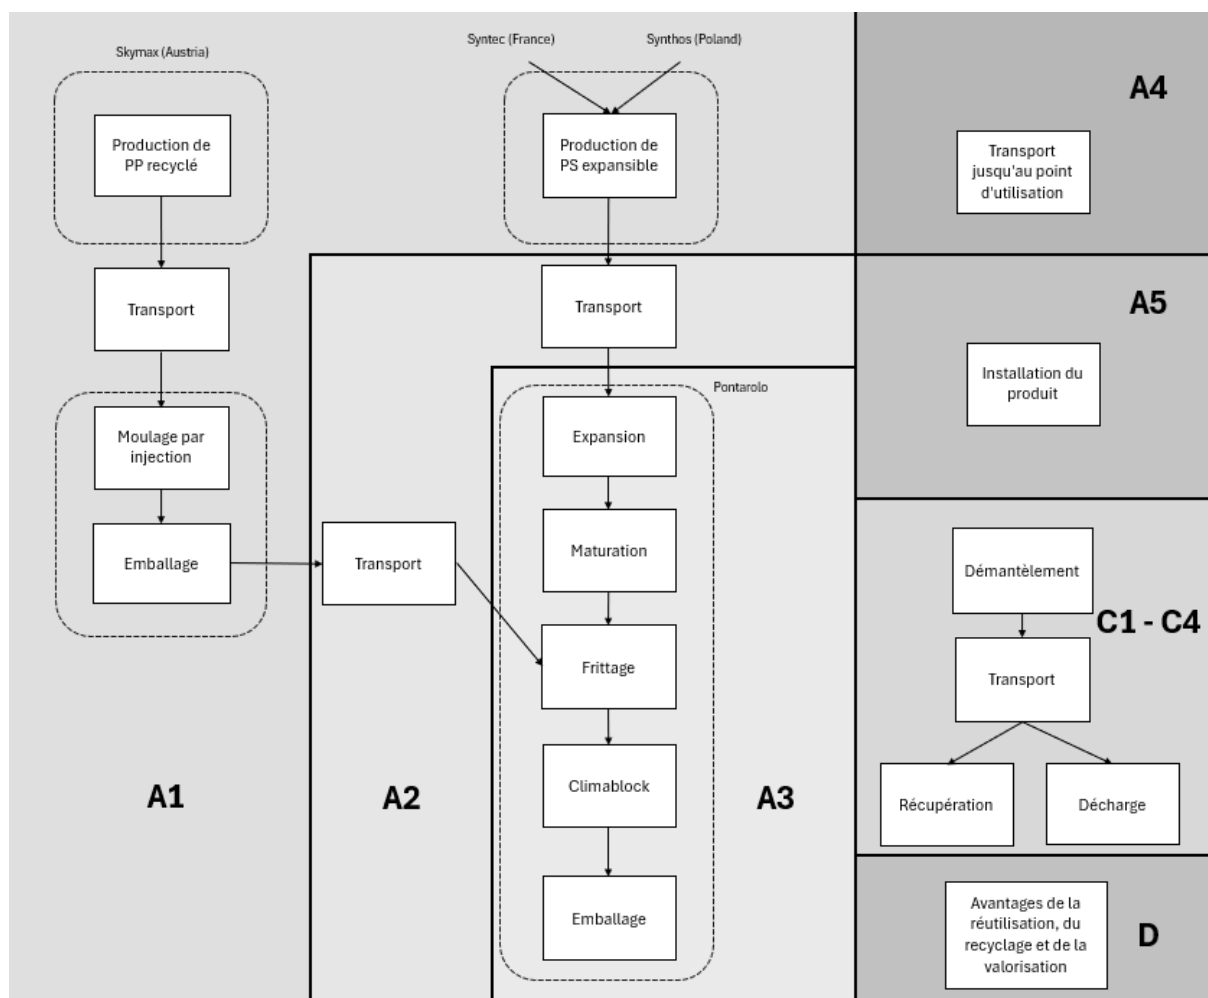 Skymax (Austria)
Syntec (France)
Synthos (Poland)
A4
Production de
PP recyclé
Production de
PS expansible
Transport
jusqu'au point
d'utilisation
Transport
Transport
A5
Installation du
produit
Pontarolo
Moulage par
injection
Expansion
Emballage
Transport
Maturation
Démantèlement
C1 - C4
Frittage
Transport
A1
A2
Climablock
A3
Récupération
Décharge
Emballage
Avantages de la
réutilisation, du
recyclage et de la
valorisation
D